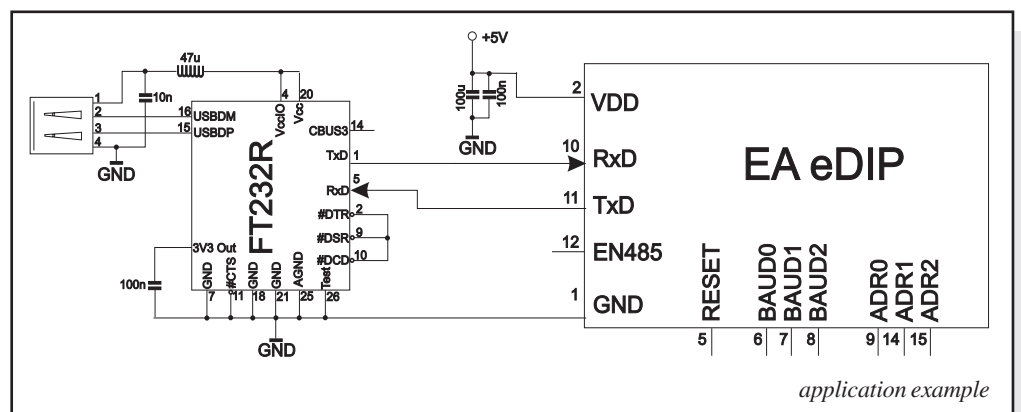 +5V
47u
1
2
3
4
10n
GND
16
15
USBDM
USBDP
4
20
VccIO
Vcc
CBUS3
14
TxD
1
RxD
5
#DTR
2
#DSR
9
#DCD
10
FT232R
3V3 Out
100n
GND
7
#CTS
11
GND
18
GND
21
AGND
25
Test
26
GND
100u
100n
GND
2
VDD
10
RxD
11
TxD
12
EN485
1
GND
EA eDIP
RESET
5
BAUD0
6
BAUD1
7
BAUD2
8
ADR0
9
ADR1
14
ADR2
15
application example